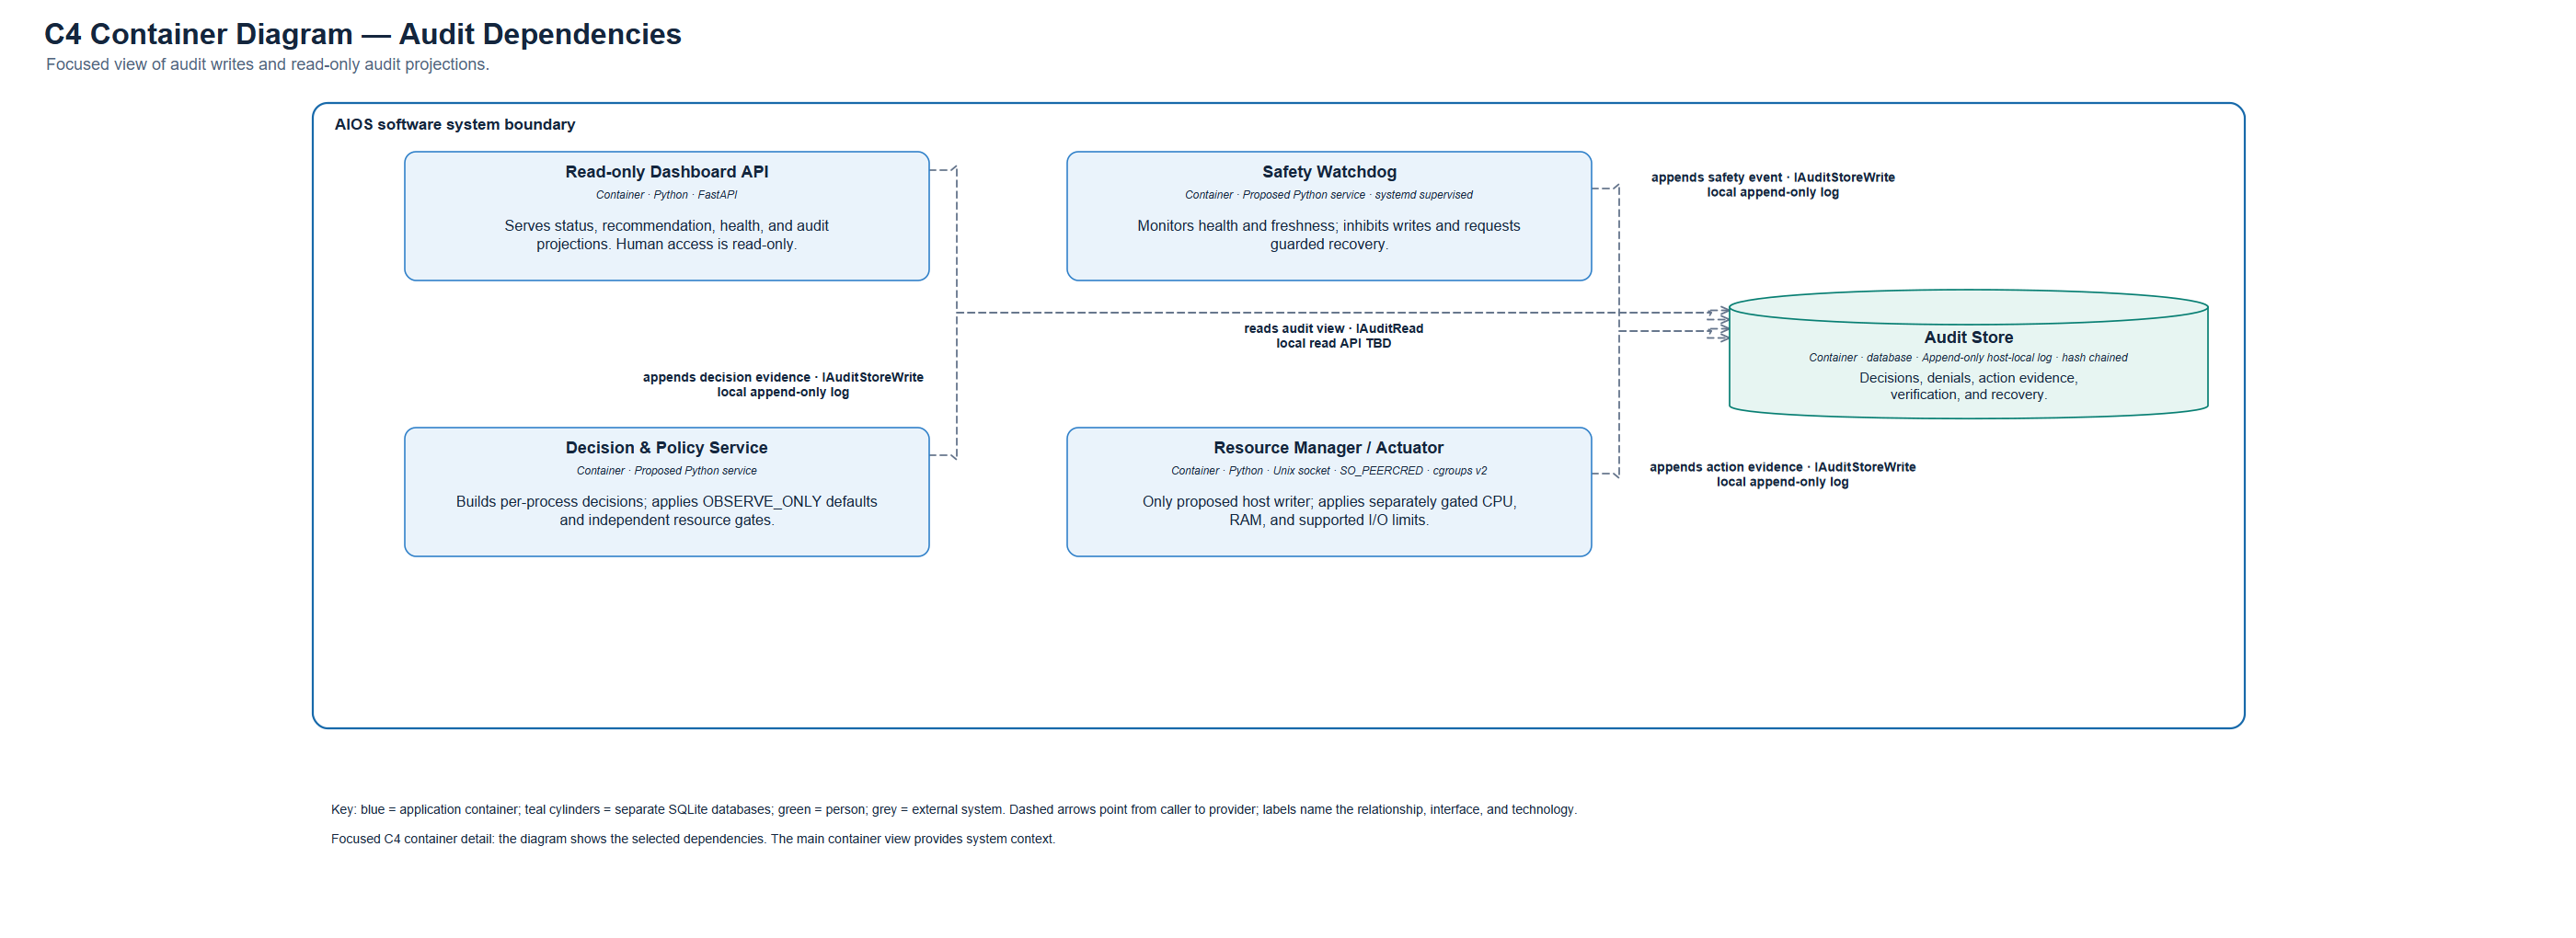 C4 Container Diagram — Audit Dependencies
Focused view of audit writes and read-only audit projections.
AIOS software system boundary
Read-only Dashboard API
Container · Python · FastAPI
Serves status, recommendation, health, and audit
projections. Human access is read-only.
Safety Watchdog
Container · Proposed Python service · systemd supervised
Monitors health and freshness; inhibits writes and requests
guarded recovery.
appends safety event · IAuditStoreWrite
local append-only log
reads audit view · IAuditRead
local read API TBD
Audit Store
Container · database · Append-only host-local log · hash chained
Decisions, denials, action evidence,
verification, and recovery.
appends decision evidence · IAuditStoreWrite
local append-only log
Decision & Policy Service
Container · Proposed Python service
Builds per-process decisions; applies OBSERVE_ONLY defaults
and independent resource gates.
Resource Manager / Actuator
Container · Python · Unix socket · SO_PEERCRED · cgroups v2
Only proposed host writer; applies separately gated CPU,
RAM, and supported I/O limits.
appends action evidence · IAuditStoreWrite
local append-only log
Key: blue = application container; teal cylinders = separate SQLite databases; green = person; grey = external system. Dashed arrows point from caller to provider; labels name the relationship, interface, and technology.
Focused C4 container detail: the diagram shows the selected dependencies. The main container view provides system context.